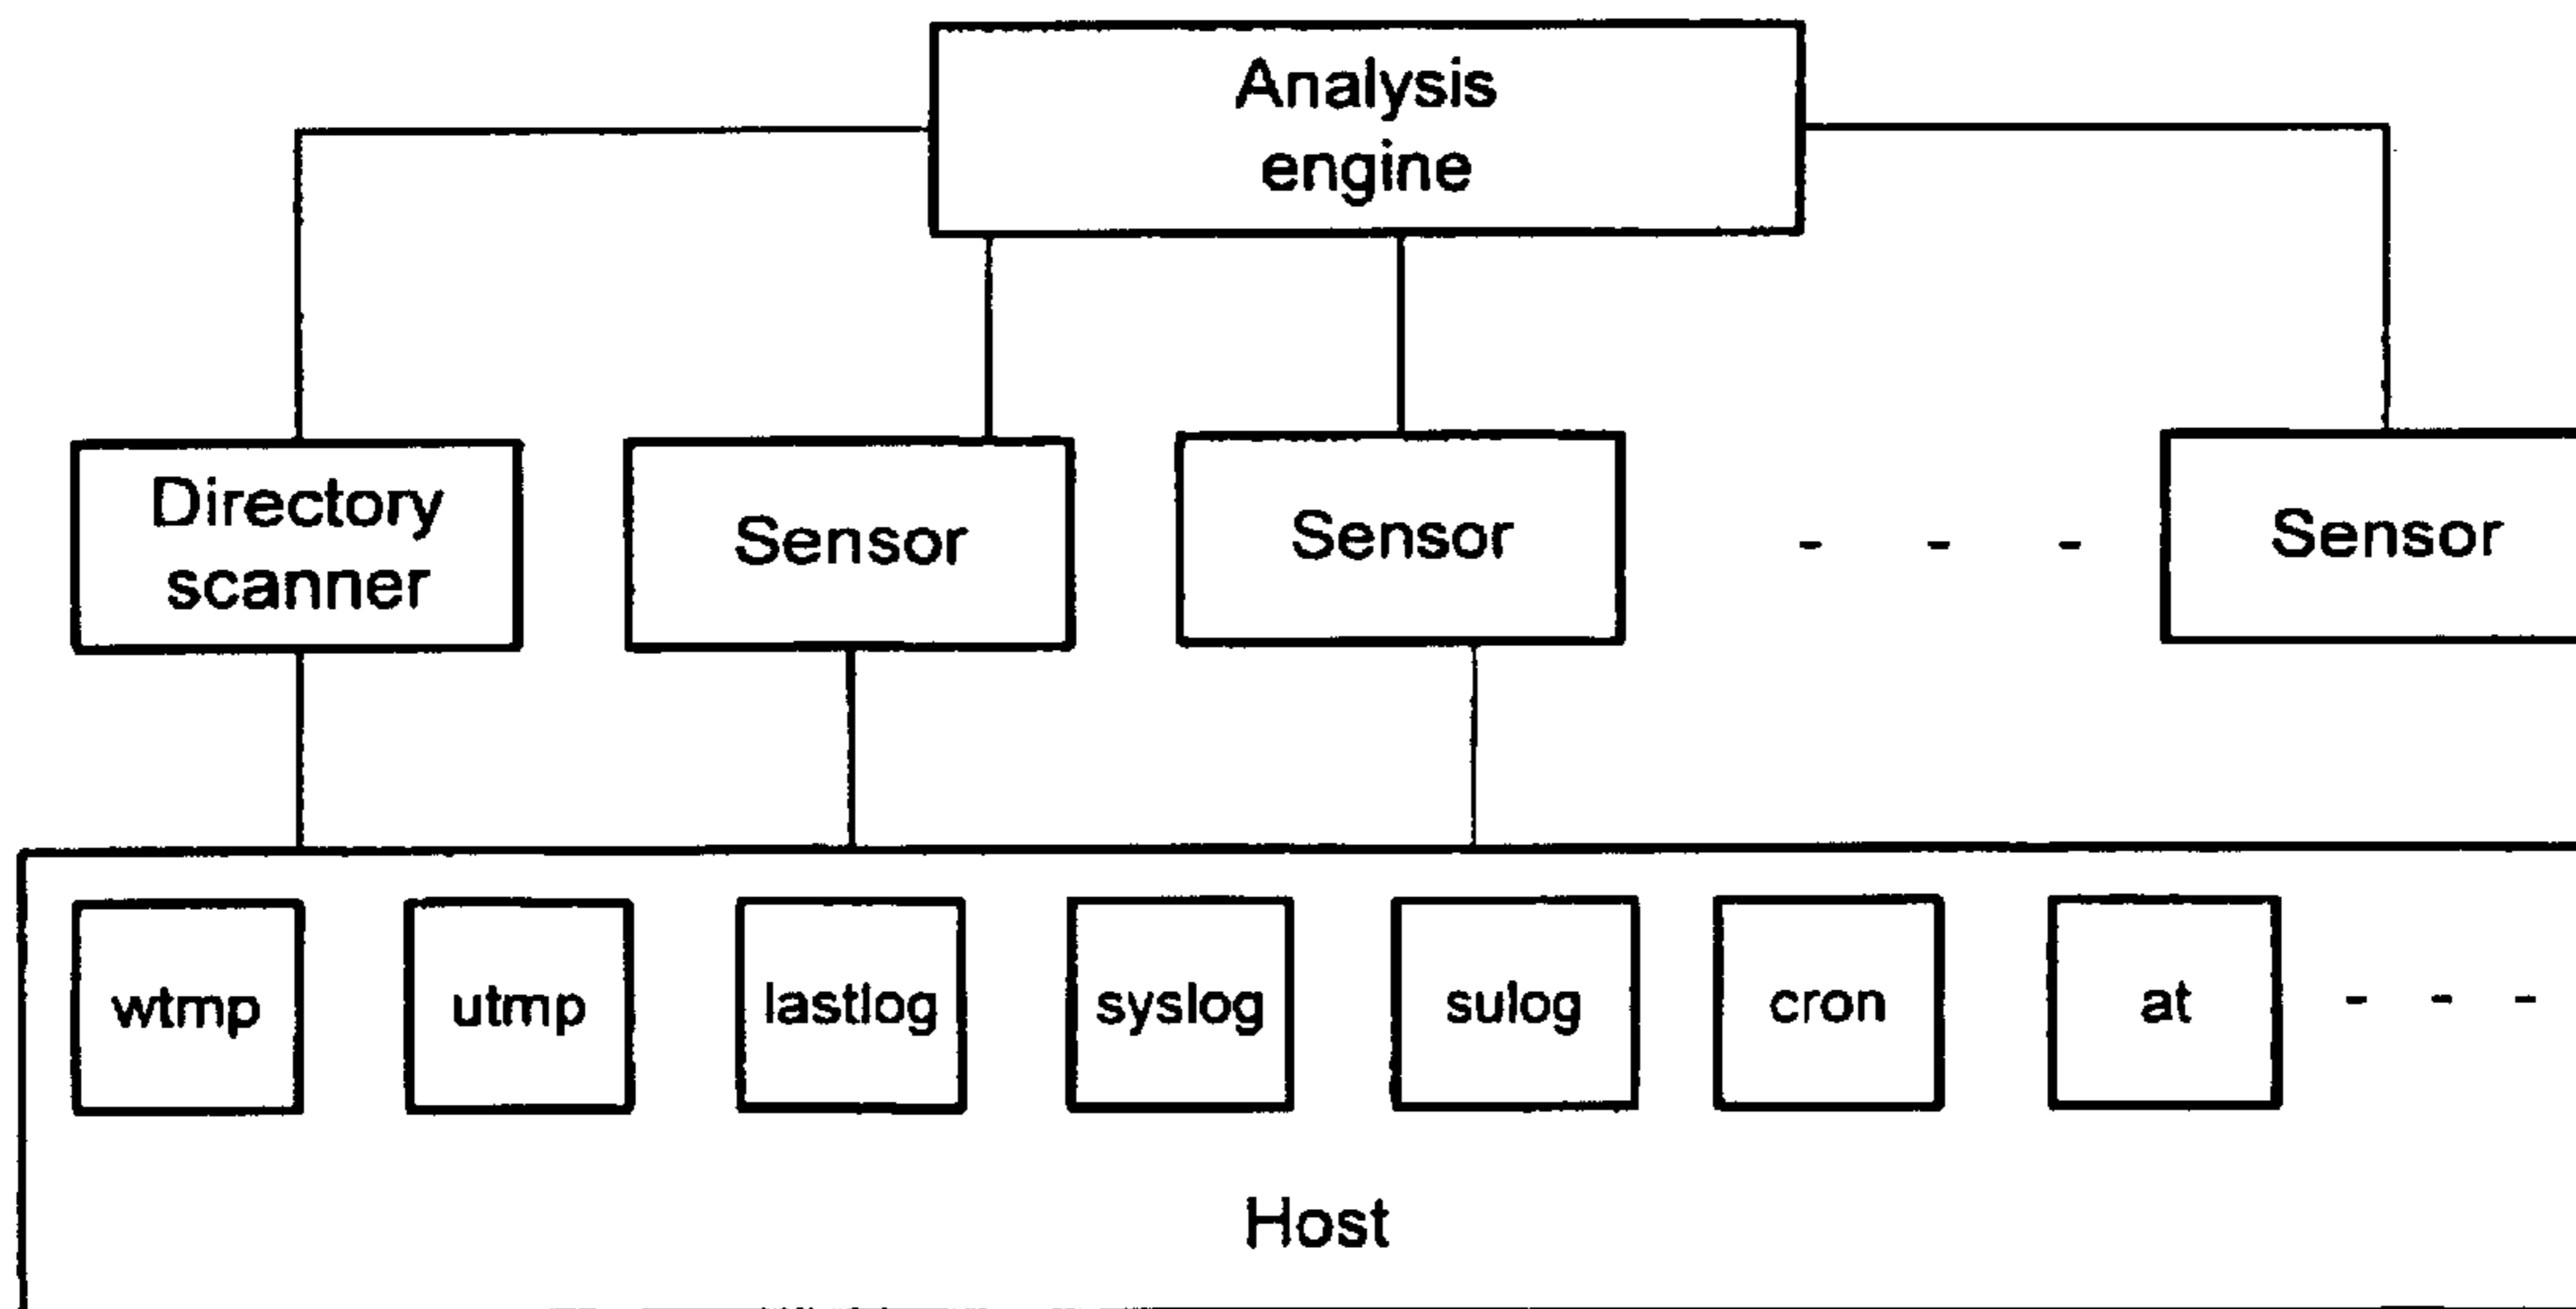 Analysis
engine
Directory
scanner
Sensor
Sensor
- - -
Sensor
wtmp
utmp
lastlog
syslog
sulog
cron
at
- - -
Host